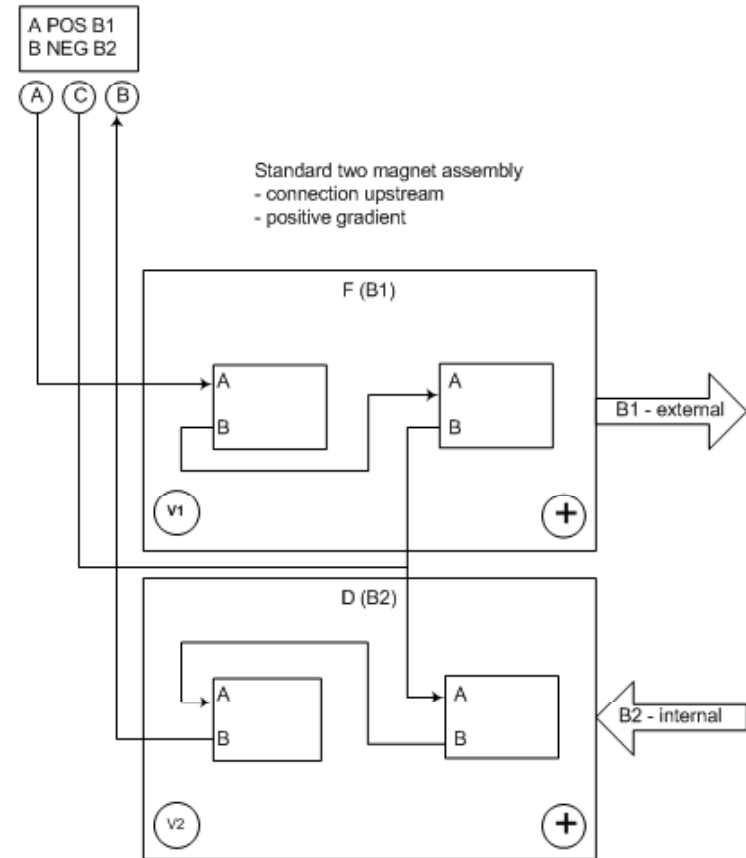 A POS B1
B NEG B2
A C B
Standard two magnet assembly
- connection upstream
- positive gradient
F (B1)
A
B
A
B
B1 - external
V1
+
D (B2)
A
B
A
B
B2 - internal
V2
+